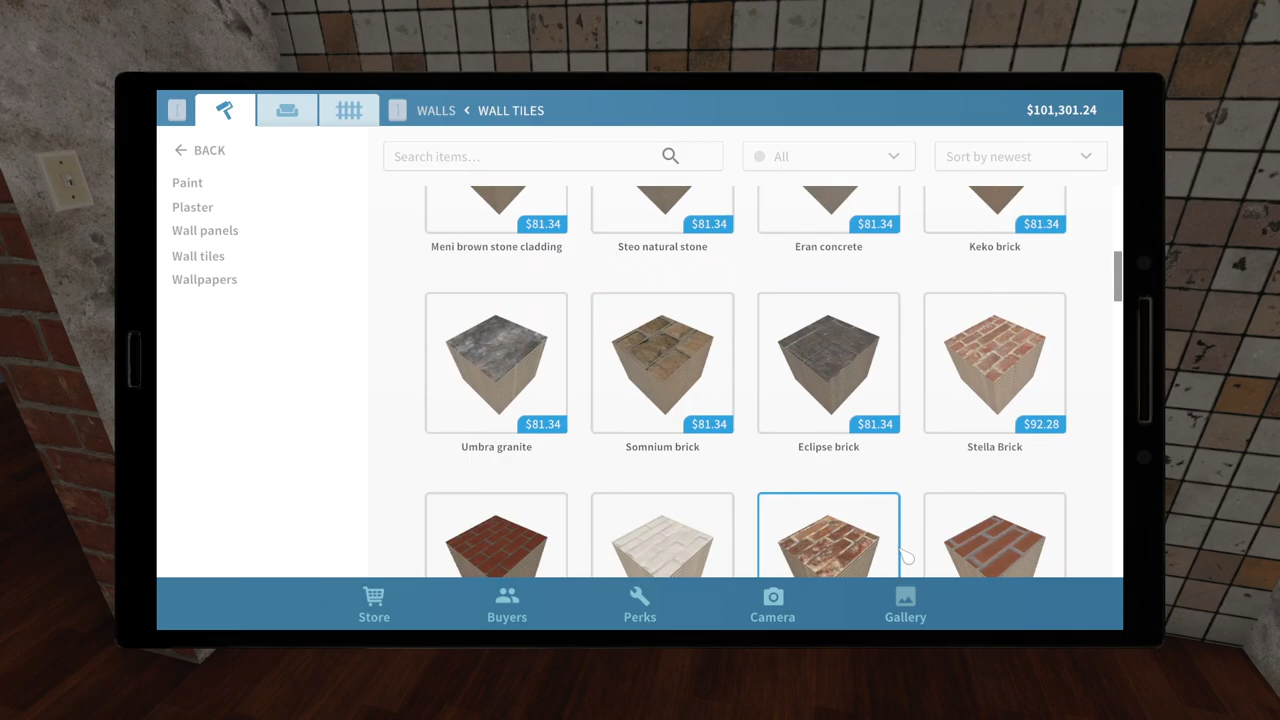 WALLS < WALL TILES
$101,301.24
BACK
Search items...
All
Sort by newest
Paint
Plaster
Wall panels
Wall tiles
Wallpapers
$81.34
$81.34
$81.34
$81.34
Meni brown stone cladding
Steo natural stone
Eran concrete
Keko brick
$81.34
$81.34
$81.34
$92.28
Umbra granite
Somnium brick
Eclipse brick
Stella Brick
Store
Buyers
Perks
Camera
Gallery